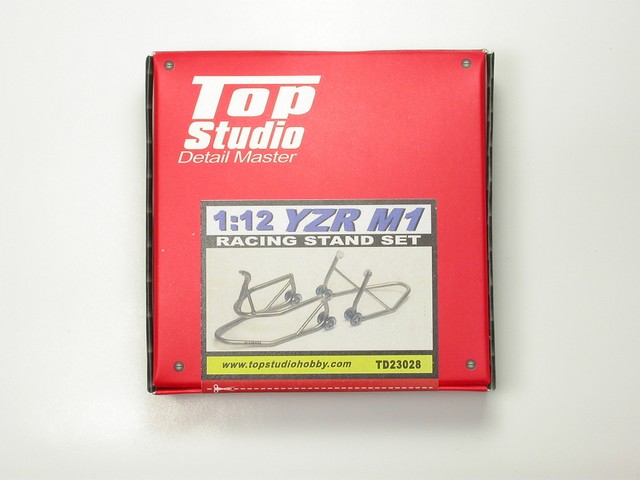 Top
Studio
Detail Master
1:12 YZR M1
RACING STAND SET
www.topstudiohobby.com TD23028